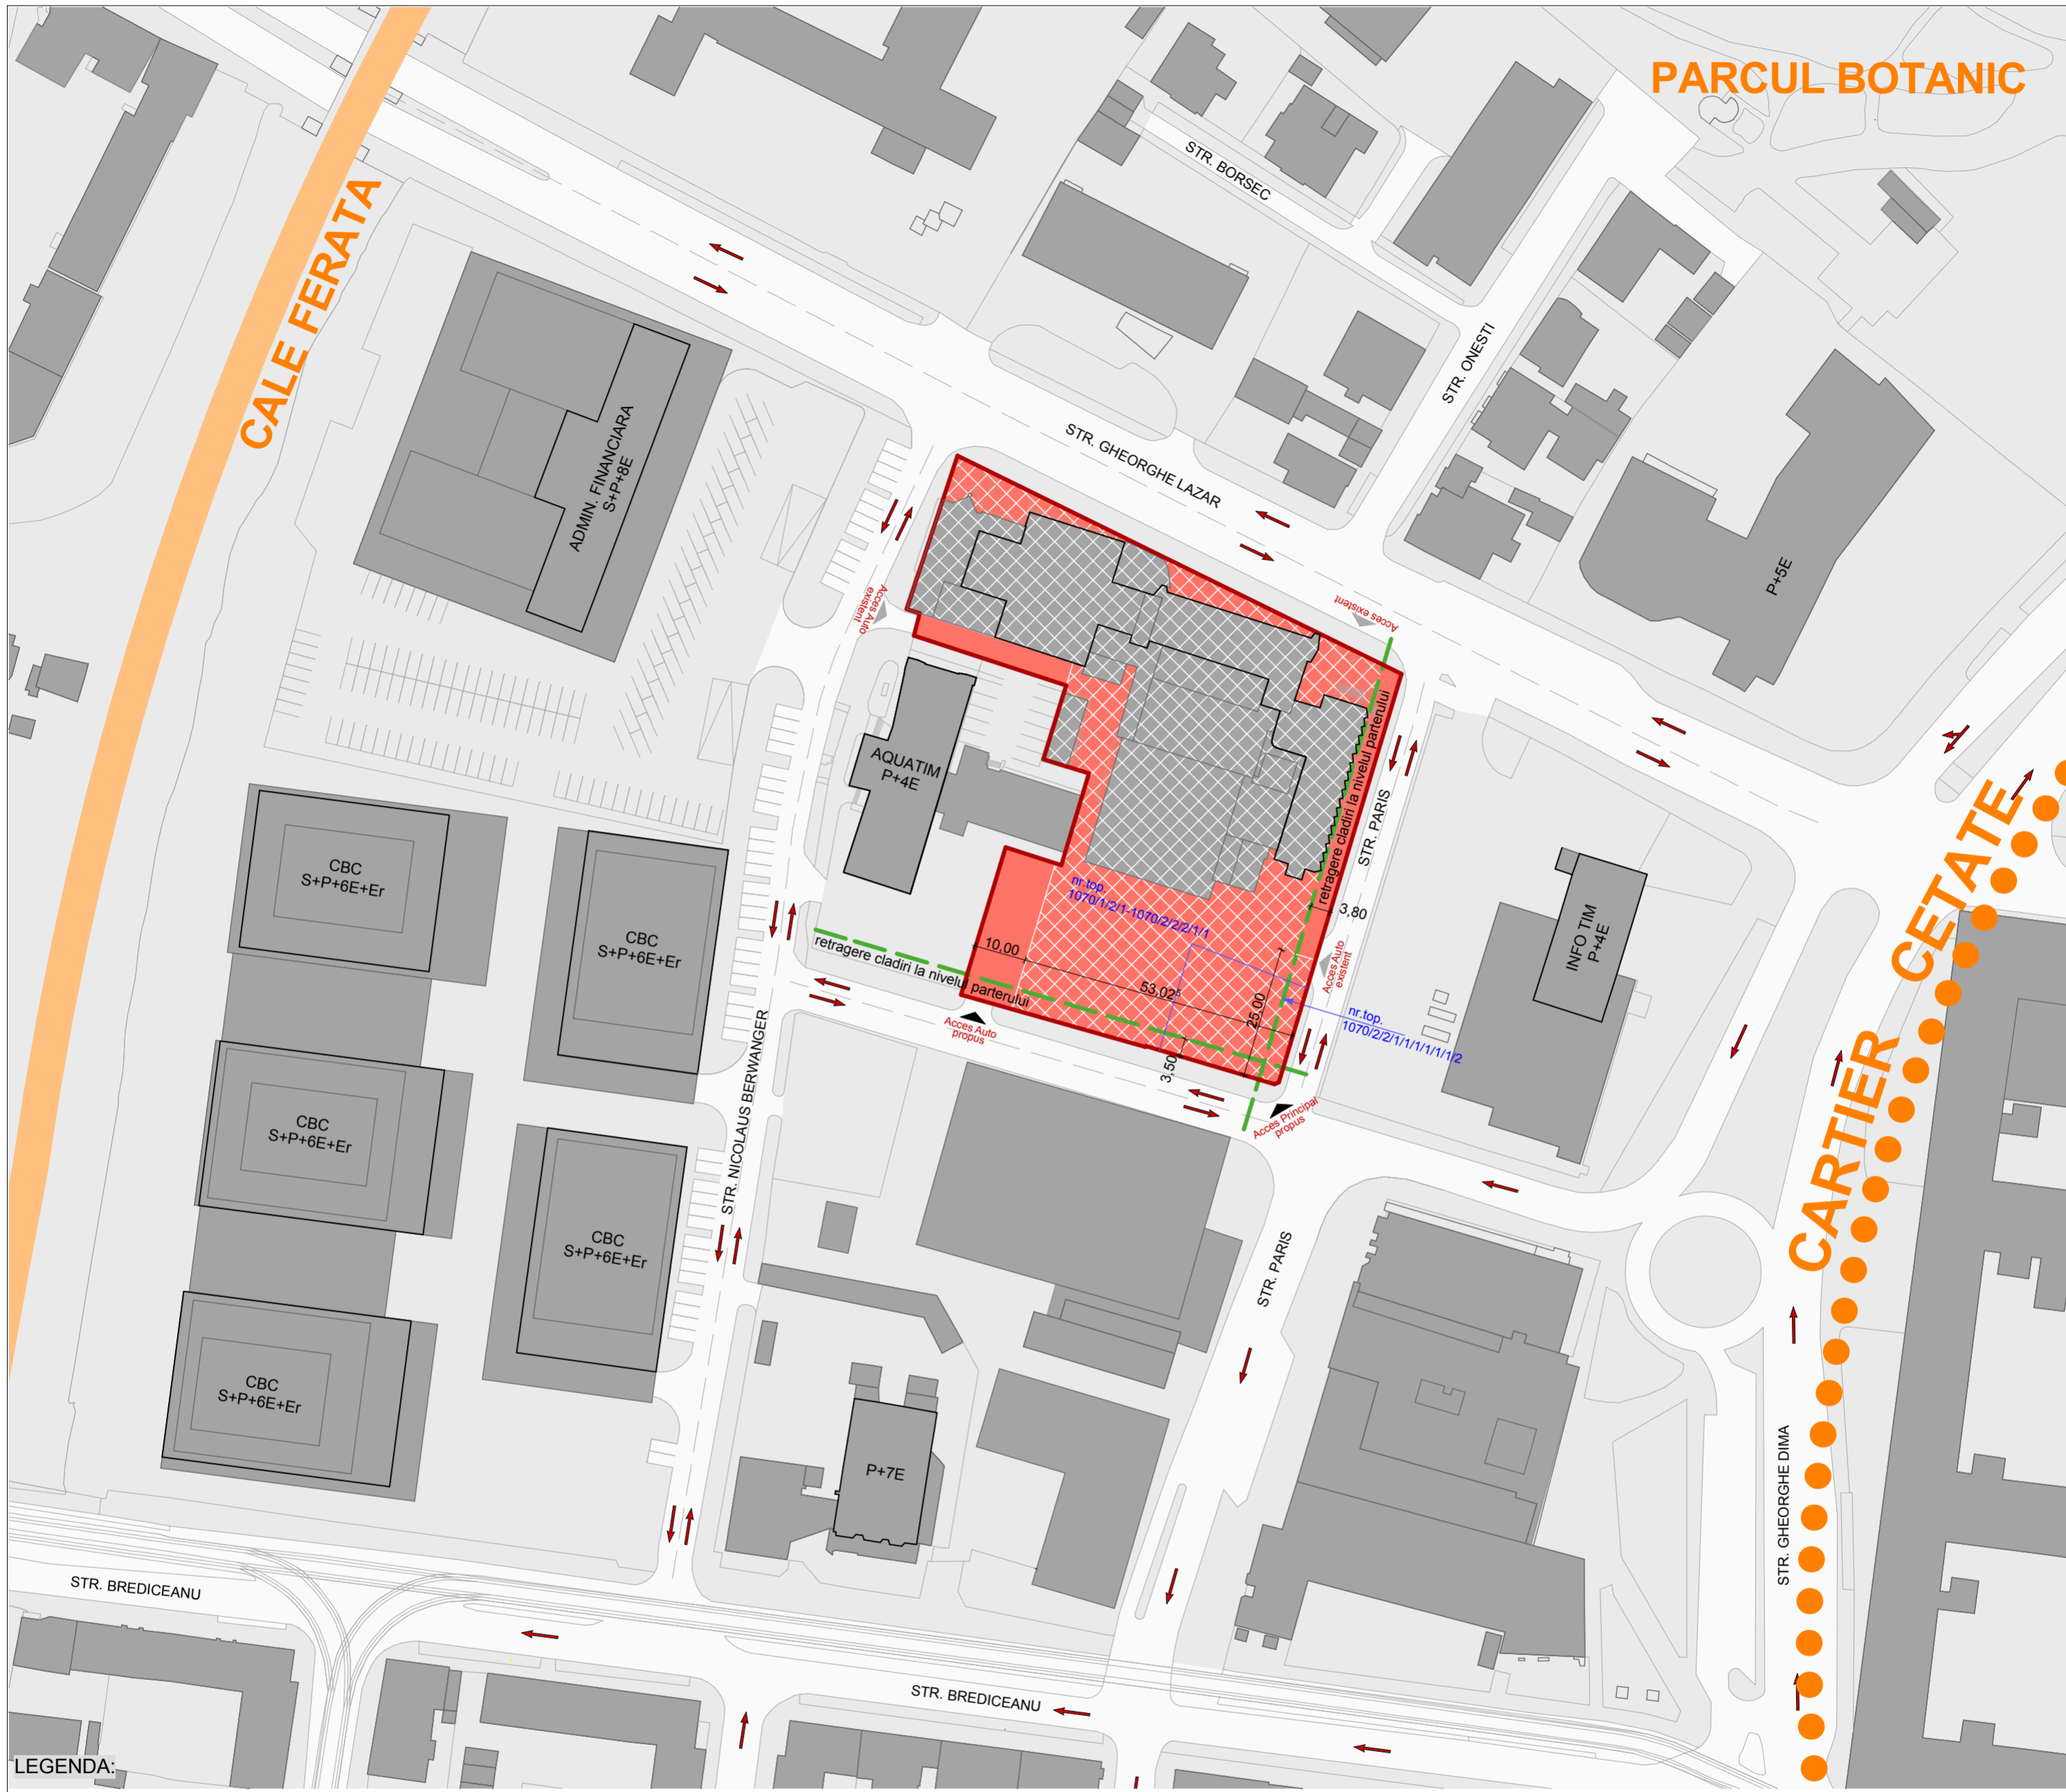 PARCUL BOTANIC
CALE FERATA
STR. BORSEC
STR. ONESTI
ADMIN. FINANCIARA
S+P+8E
STR. GHEORGHE LAZAR
P+5E
Acces Auto
existent
Acces existent
retragere cladiri la nivelul parterului
AQUATIM
P+4E
STR. PARIS
CARTIER CETATE
CBC
S+P+6E+Er
CBC
S+P+6E+Er
nr.top.
1070/1/2/1-1070/2/2/2/1/1
3,80
INFO TIM
P+4E
retragere cladiri la nivelul parterului
10,00
53,02⁵
25,00
Acces Auto
existent
nr.top.
1070/2/2/1/1/1/1/1/1/2
Acces Auto
propus
3,50
Acces Principal
propus
STR. NICOLAUS BERWANGER
CBC
S+P+6E+Er
CBC
S+P+6E+Er
STR. PARIS
CBC
S+P+6E+Er
P+7E
STR. GHEORGHE DIMA
STR. BREDICEANU
STR. BREDICEANU
LEGENDA: